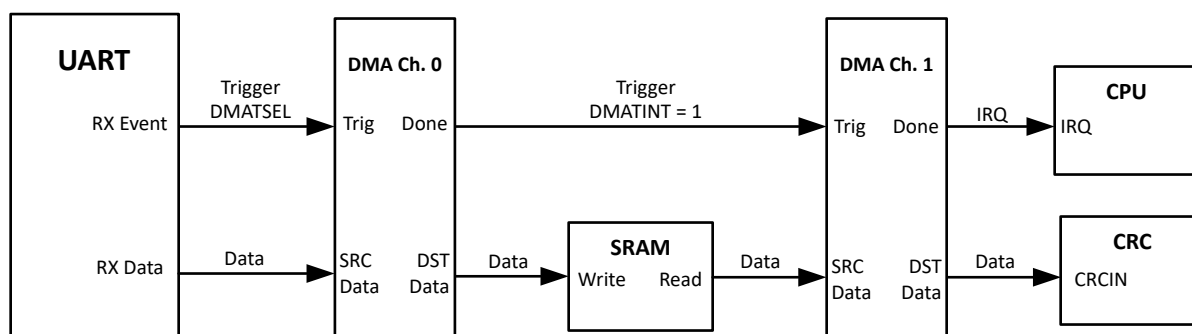 UART
DMA Ch. 0
DMA Ch. 1
CPU
Trigger
DMATSEL
Trigger
DMATINT = 1
IRQ
RX Event
Trig
Done
Trig
Done
IRQ
SRAM
CRC
RX Data
Data
SRC
Data
DST
Data
Data
Write
Read
Data
SRC
Data
DST
Data
Data
CRCIN